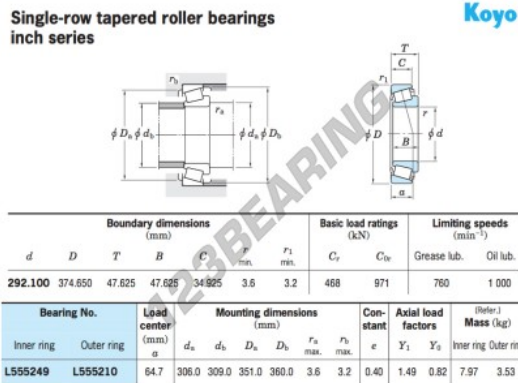 Single-row tapered roller bearings
inch series
Koyo
T
C
r1
r
φ D
B
φ d
a
rb
ra
φ Da φ db
φ da φ Db
123BEARING
Boundary dimensions
(mm)
Basic load ratings
(kN)
Limiting speeds
(min-1)
d D T B C r min. r1 min. Cr C0r Grease lub. Oil lub.
292.100 374.650 47.625 47.625 34.925 3.6 3.2 468 971 760 1 000
Bearing No.
Load center (mm) a
Mounting dimensions
(mm)
Con-stant
Axial load factors
(Refer.)
Mass (kg)
Inner ring Outer ring da db Da Db ra max. rb max. e Y1 Y0 Inner ring Outer rin
L555249 L555210 64.7 306.0 309.0 351.0 360.0 3.6 3.2 0.40 1.49 0.82 7.97 3.53